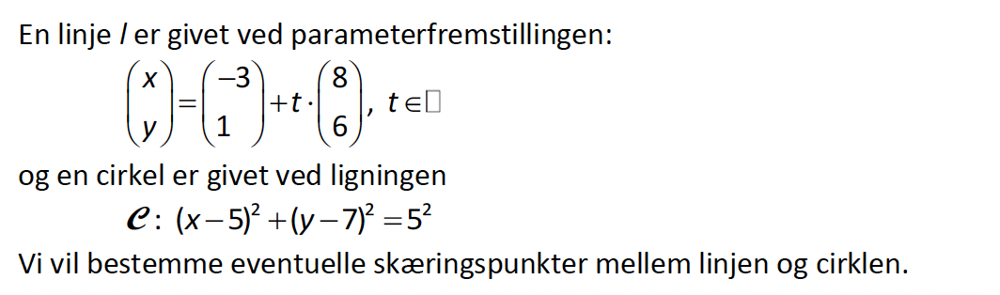 En linje l er givet ved parameterfremstillingen:
(x y) = (−3 1) + t · (8 6), t ∈ □
og en cirkel er givet ved ligningen
𝒞: (x − 5)² + (y − 7)² = 5²
Vi vil bestemme eventuelle skæringspunkter mellem linjen og cirklen.